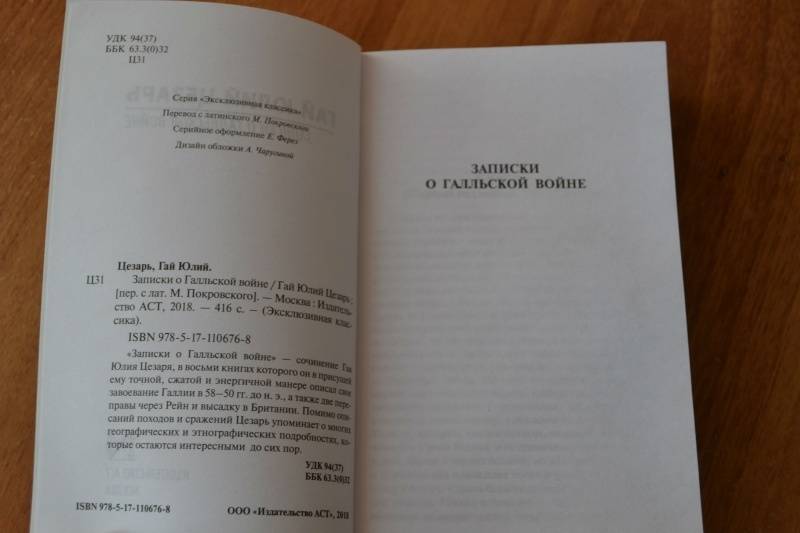 УДК 94(37)
ББК 63.3(0)32
Ц31
Серия «Эксклюзивная классика»
Перевод с латинского М. Покровского
Серийное оформление Е. Ферез
Дизайн обложки А. Чаругиной
Цезарь, Гай Юлий.
Ц31 Записки о Галльской войне / Гай Юлий Цезарь ;
[пер. с лат. М. Покровского]. — Москва : Издатель-
ство АСТ, 2018. — 416 с. — (Эксклюзивная клас-
сика).
ISBN 978-5-17-110676-8
«Записки о Галльской войне» — сочинение Гая
Юлия Цезаря, в восьми книгах которого он в присущей
ему точной, сжатой и энергичной манере описал свое
завоевание Галлии в 58—50 гг. до н. э., а также две пере-
правы через Рейн и высадку в Британии. Помимо опи-
саний походов и сражений Цезарь упоминает о многих
географических и этнографических подробностях, ко-
торые остаются интересными до сих пор.
УДК 94(37)
ББК 63.3(0)32
ISBN 978-5-17-110676-8
ООО «Издательство АСТ», 2018
ЗАПИСКИ
О ГАЛЛЬСКОЙ ВОЙНЕ